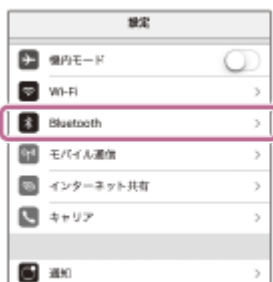 設定
機内モード
Wi-Fi
Bluetooth
モバイル通信
インターネット共有
キャリア
通知